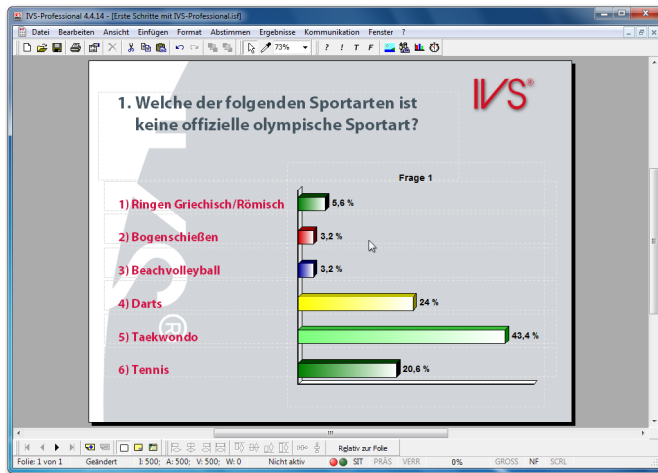 IVS-Professional 4.4.14 - [Erste Schritte mit IVS-Professional.isf]
Datei Bearbeiten Ansicht Einfügen Format Abstimmen Ergebnisse Kommunikation Fenster ?
73% ? ! T F
IVS®
1. Welche der folgenden Sportarten ist
keine offizielle olympische Sportart?
Frage 1
1) Ringen Griechisch/Römisch 5,6 %
2) Bogenschießen 3,2 %
3) Beachvolleyball 3,2 %
4) Darts 24 %
5) Taekwondo 43,4 %
6) Tennis 20,6 %
IVS®
Relativ zur Folie
Folie: 1 von 1 Geändert I: 500; A: 500; V: 500; W: 0 Nicht aktiv SIT PRÄS VERR 0% GROSS NF SCRL